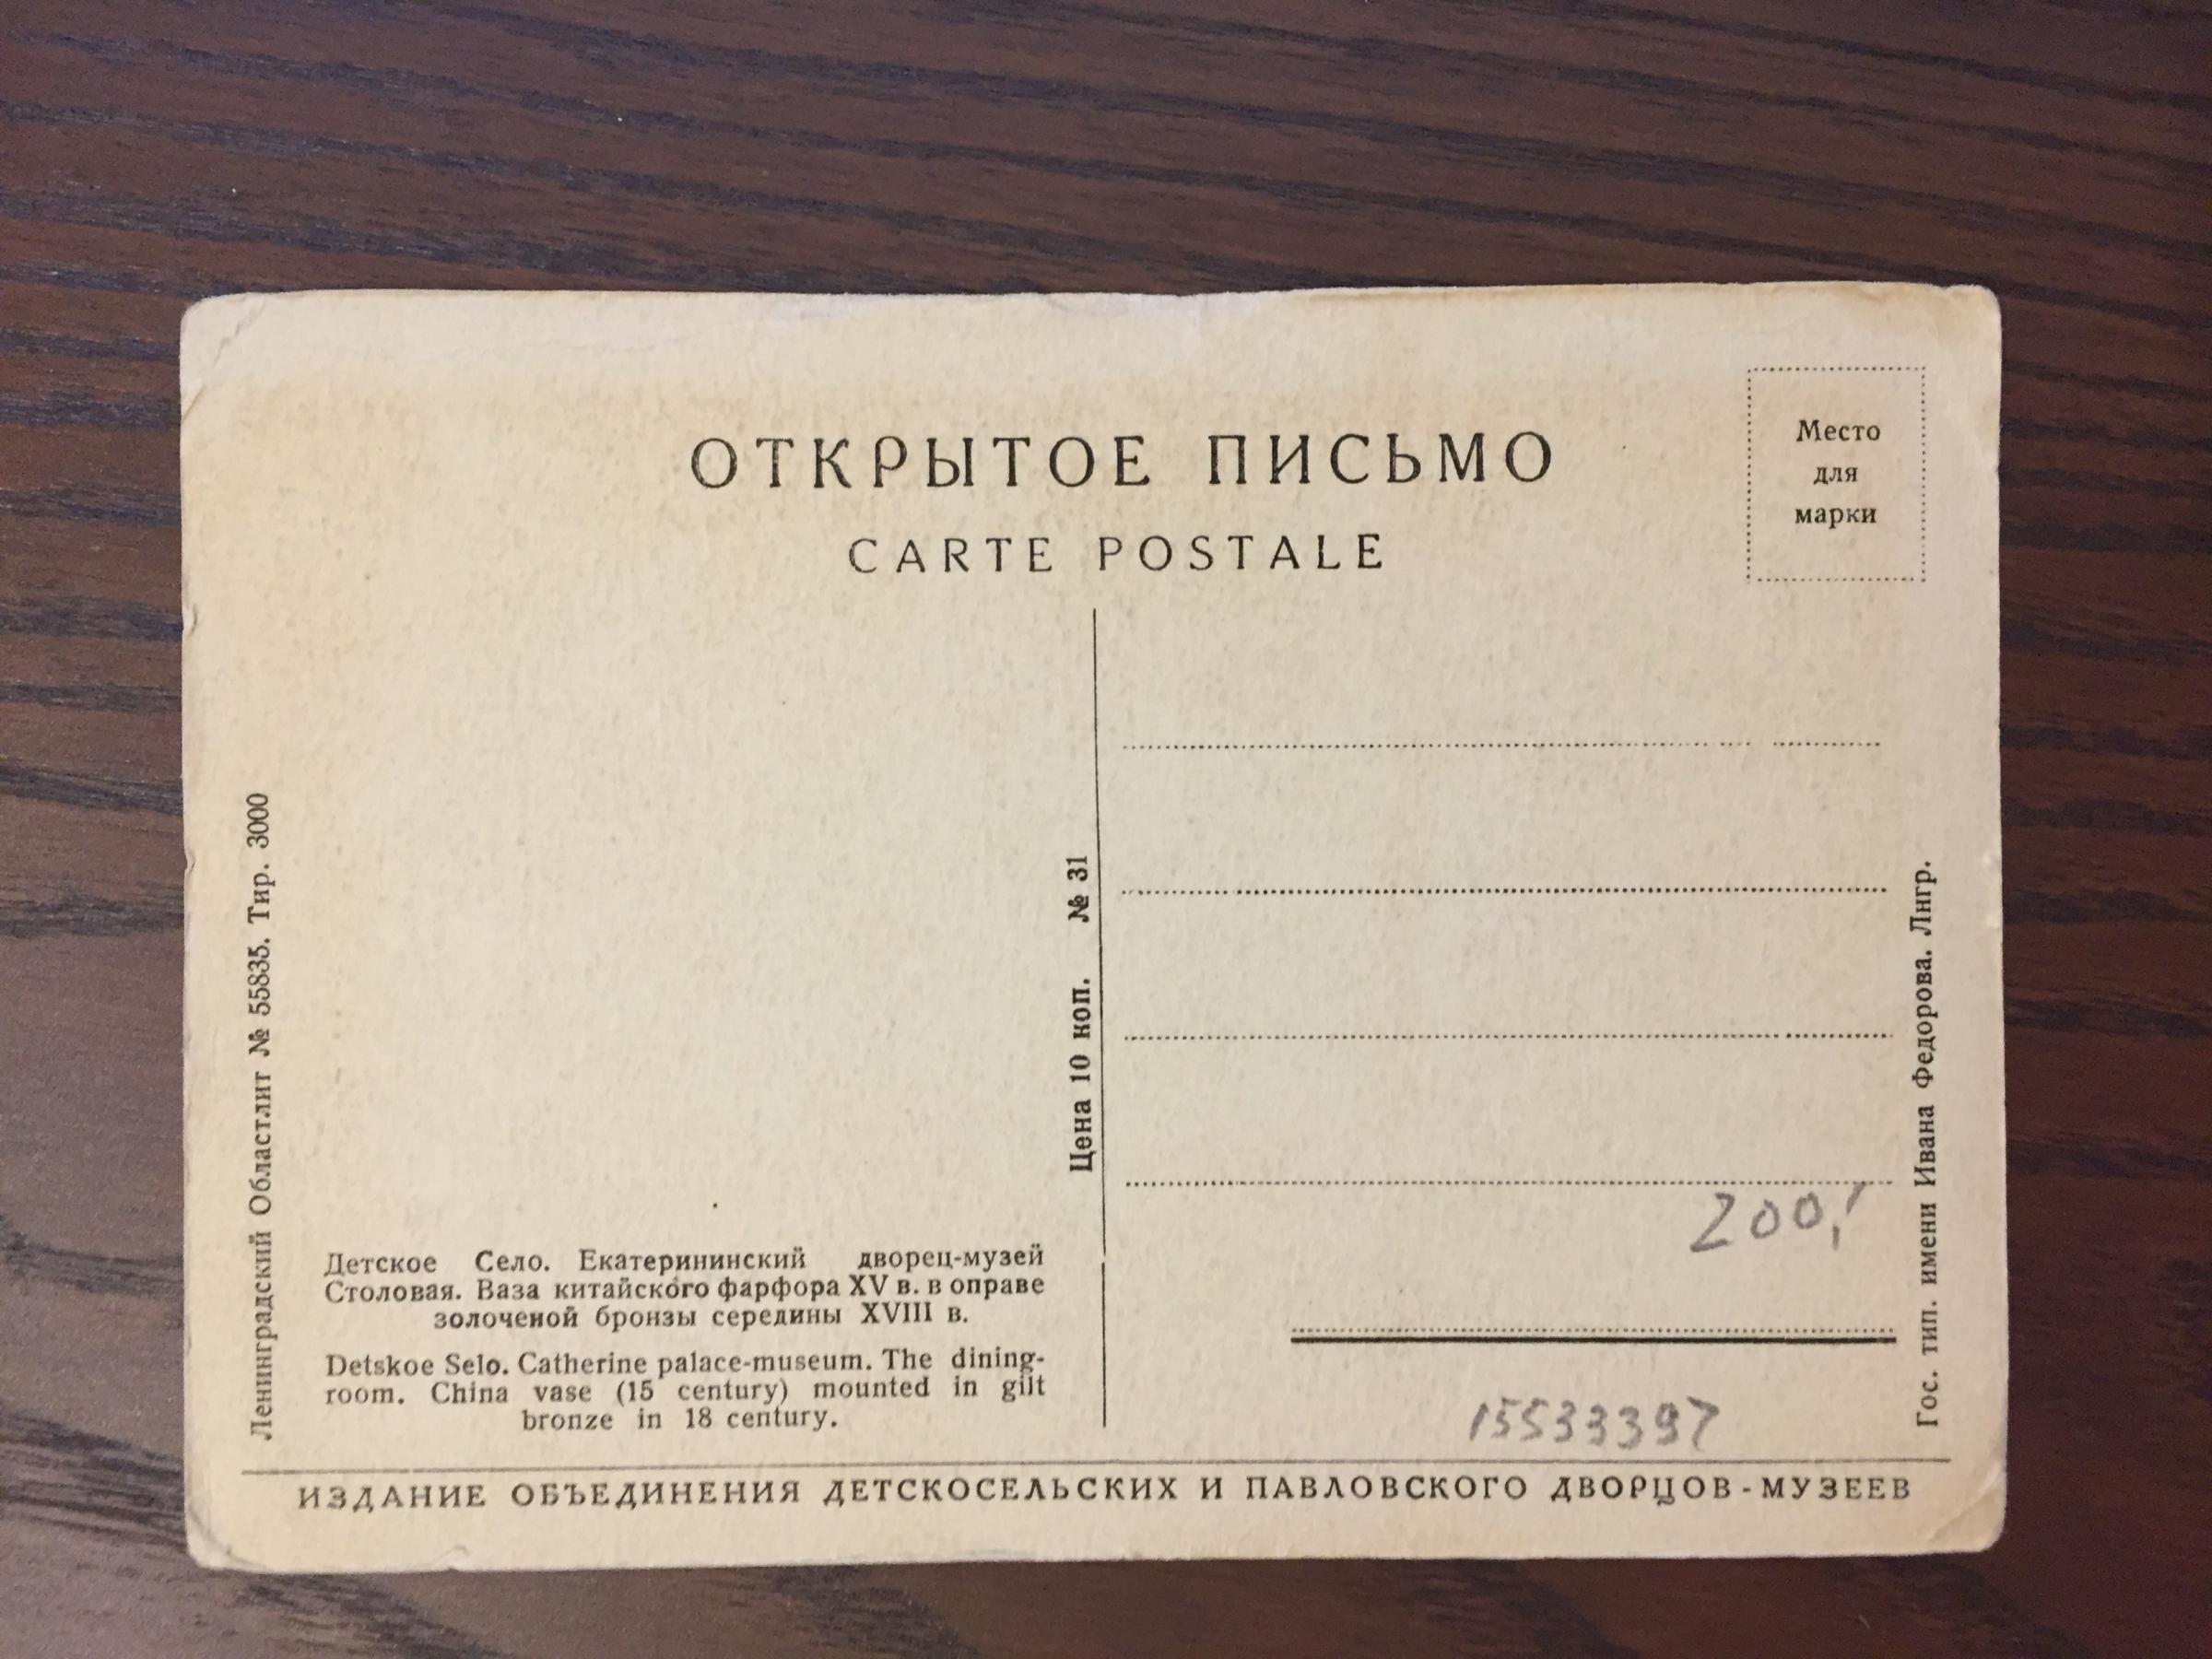 ОТКРЫТОЕ ПИСЬМО
CARTE POSTALE
Место
для
марки
Ленинградский Областлит № 55835. Тир. 3000
Цена 10 коп. № 31
Гос. тип. имени Ивана Федорова. Лнгр.
Детское Село. Екатерининский дворец-музей
Столовая. Ваза китайского фарфора XV в. в оправе
золоченой бронзы середины XVIII в.
Detskoe Selo. Catherine palace-museum. The dining-
room. China vase (15 century) mounted in gilt
bronze in 18 century.
200,-
15533397
ИЗДАНИЕ ОБЪЕДИНЕНИЯ ДЕТСКОСЕЛЬСКИХ И ПАВЛОВСКОГО ДВОРЦОВ-МУЗЕЕВ